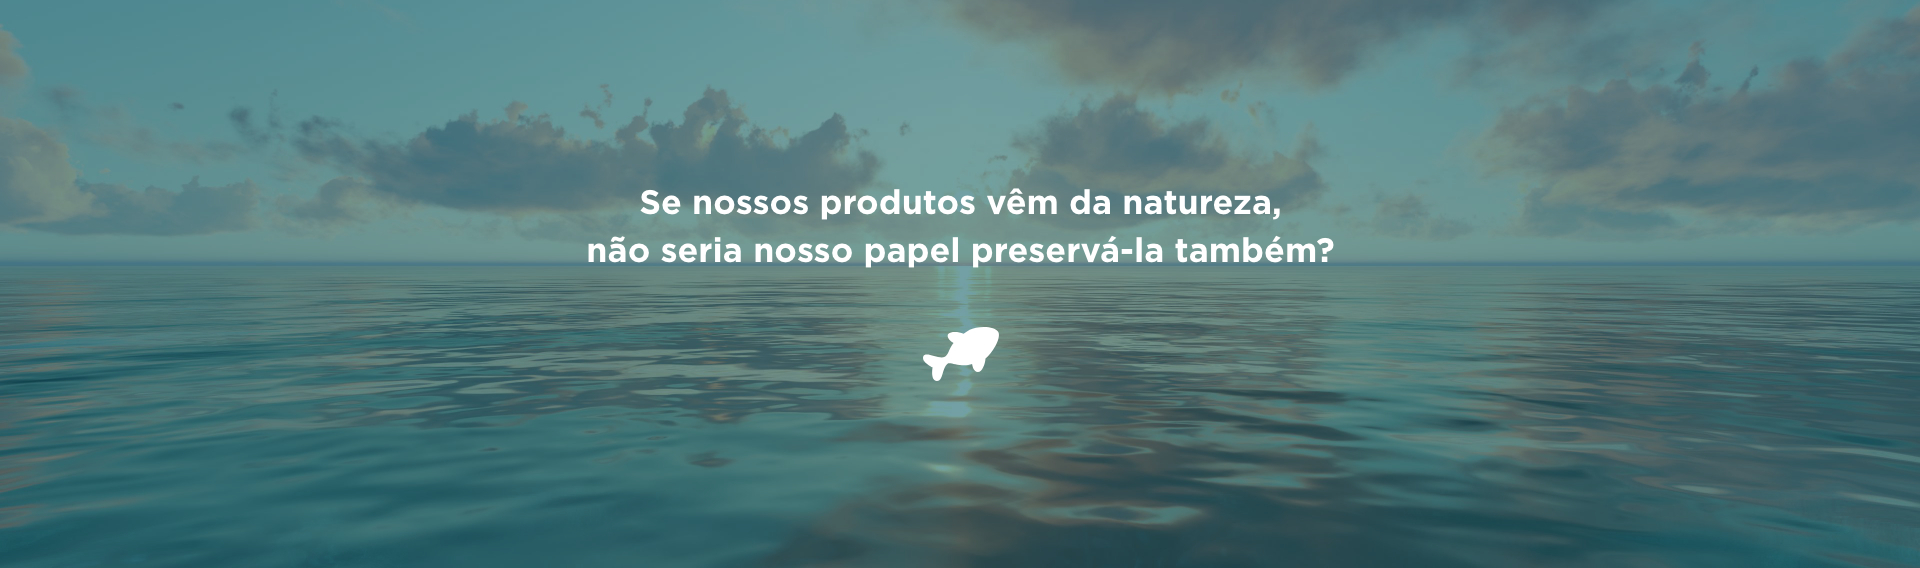 Se nossos produtos vêm da natureza,
não seria nosso papel preservá-la também?